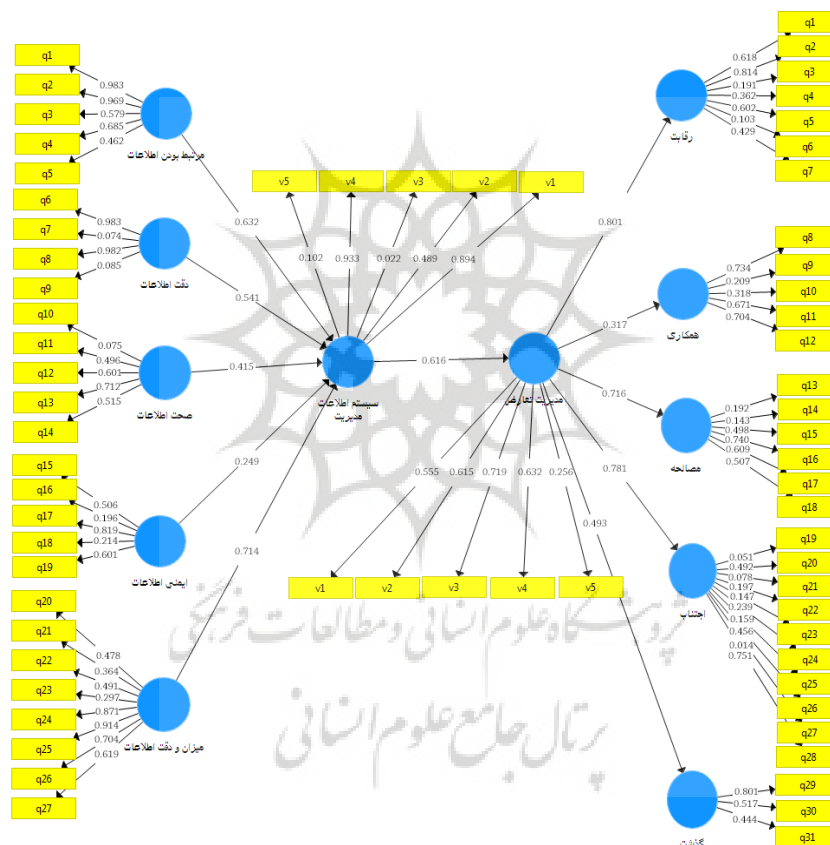 q1
q2
q3
q4
q5
0.983
0.969
0.579
0.685
0.462
مرتبط بودن اطلاعات
q6
q7
q8
q9
0.983
0.074
0.982
0.085
دقت اطلاعات
q10
q11
q12
q13
q14
0.075
0.496
0.601
0.712
0.515
صحت اطلاعات
q15
q16
q17
q18
q19
0.506
0.196
0.819
0.214
0.601
ایمنی اطلاعات
q20
q21
q22
q23
q24
q25
q26
q27
0.478
0.364
0.491
0.297
0.871
0.914
0.704
0.619
میزان و دقت اطلاعات
0.632
0.541
0.415
0.249
0.714
v5
v4
v3
v2
v1
0.102
0.933
0.022
0.489
0.894
سیستم اطلاعات
مدیریت
0.616
مدیریت تعارض
0.555
0.615
0.719
0.632
0.256
v1
v2
v3
v4
v5
0.801
0.317
0.716
0.781
0.493
q1
q2
q3
q4
q5
q6
q7
0.618
0.814
0.191
0.362
0.602
0.103
0.429
رقابت
q8
q9
q10
q11
q12
0.734
0.209
0.318
0.671
0.704
همکاری
q13
q14
q15
q16
q17
q18
0.192
0.143
0.498
0.740
0.609
0.507
مصالحه
q19
q20
q21
q22
q23
q24
q25
q26
q27
q28
0.051
0.492
0.078
0.197
0.147
0.239
0.159
0.456
0.014
0.751
اجتناب
q29
q30
q31
0.801
0.517
0.444
گذشت
پژوهشگاه علوم انسانی و مطالعات فرهنگی
پرتال جامع علوم انسانی